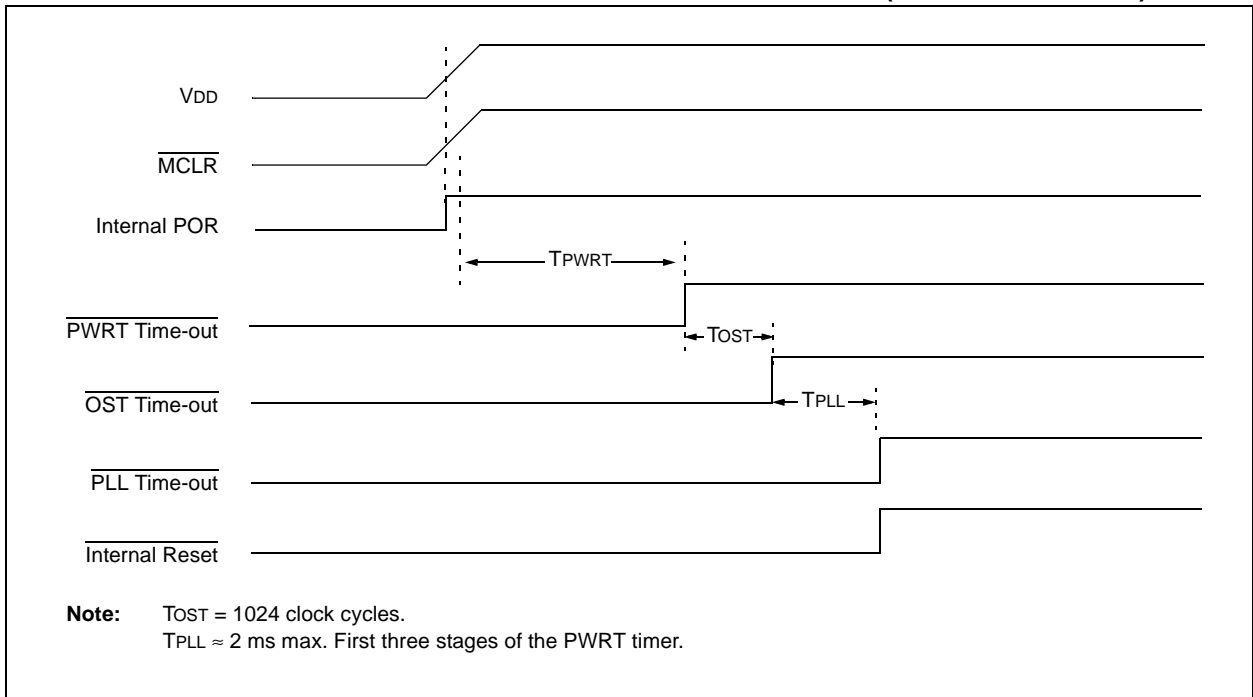 VDD
MCLR
Internal POR
TPWRT
PWRT Time-out
TOST
OST Time-out
TPLL
PLL Time-out
Internal Reset
Note: TOST = 1024 clock cycles.
TPLL ≈ 2 ms max. First three stages of the PWRT timer.